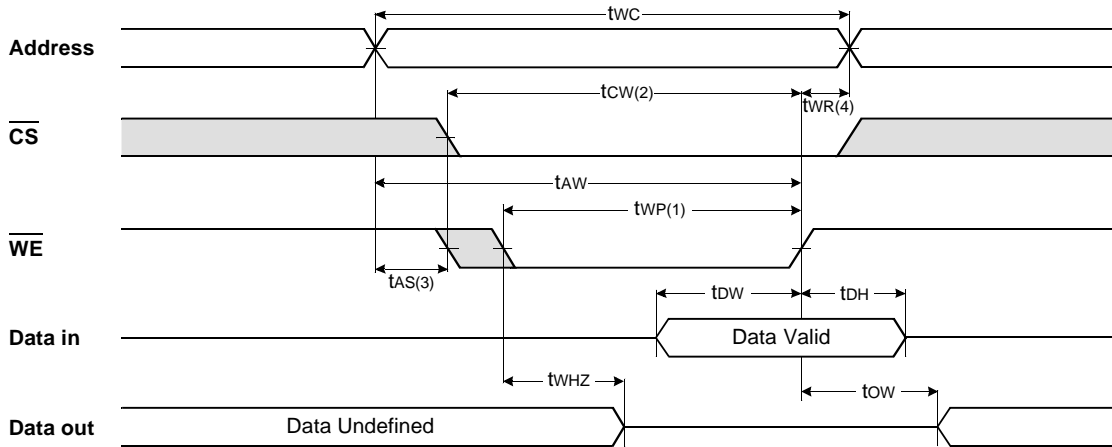 tWC
Address
tCW(2)
tWR(4)
CS
tAW
tWP(1)
WE
tAS(3)
tDW
tDH
Data in
Data Valid
tWHZ
tOW
Data out
Data Undefined